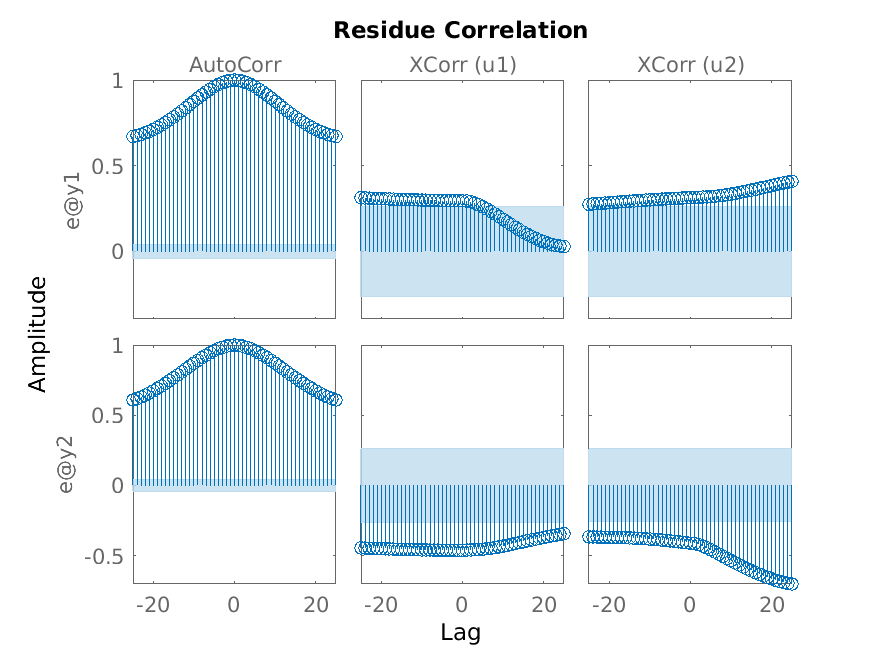 Residue Correlation
AutoCorr
XCorr (u1)
XCorr (u2)
1
0.5
0
e@y1
Amplitude
1
0.5
0
-0.5
e@y2
-20 0 20
-20 0 20
-20 0 20
Lag